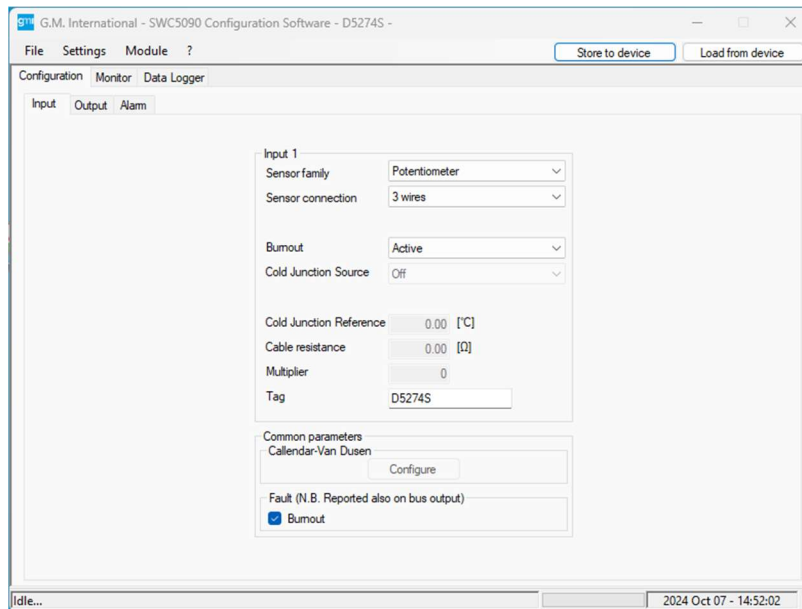 gmi G.M. International - SWC5090 Configuration Software - D5274S -
File Settings Module ? Store to device Load from device
Configuration Monitor Data Logger
Input Output Alarm
Input 1
Sensor family Potentiometer
Sensor connection 3 wires
Burnout Active
Cold Junction Source Off
Cold Junction Reference 0.00 [°C]
Cable resistance 0.00 [Ω]
Multiplier 0
Tag D5274S
Common parameters
Callendar-Van Dusen
Configure
Fault (N.B. Reported also on bus output)
Burnout
Idle... 2024 Oct 07 - 14:52:02